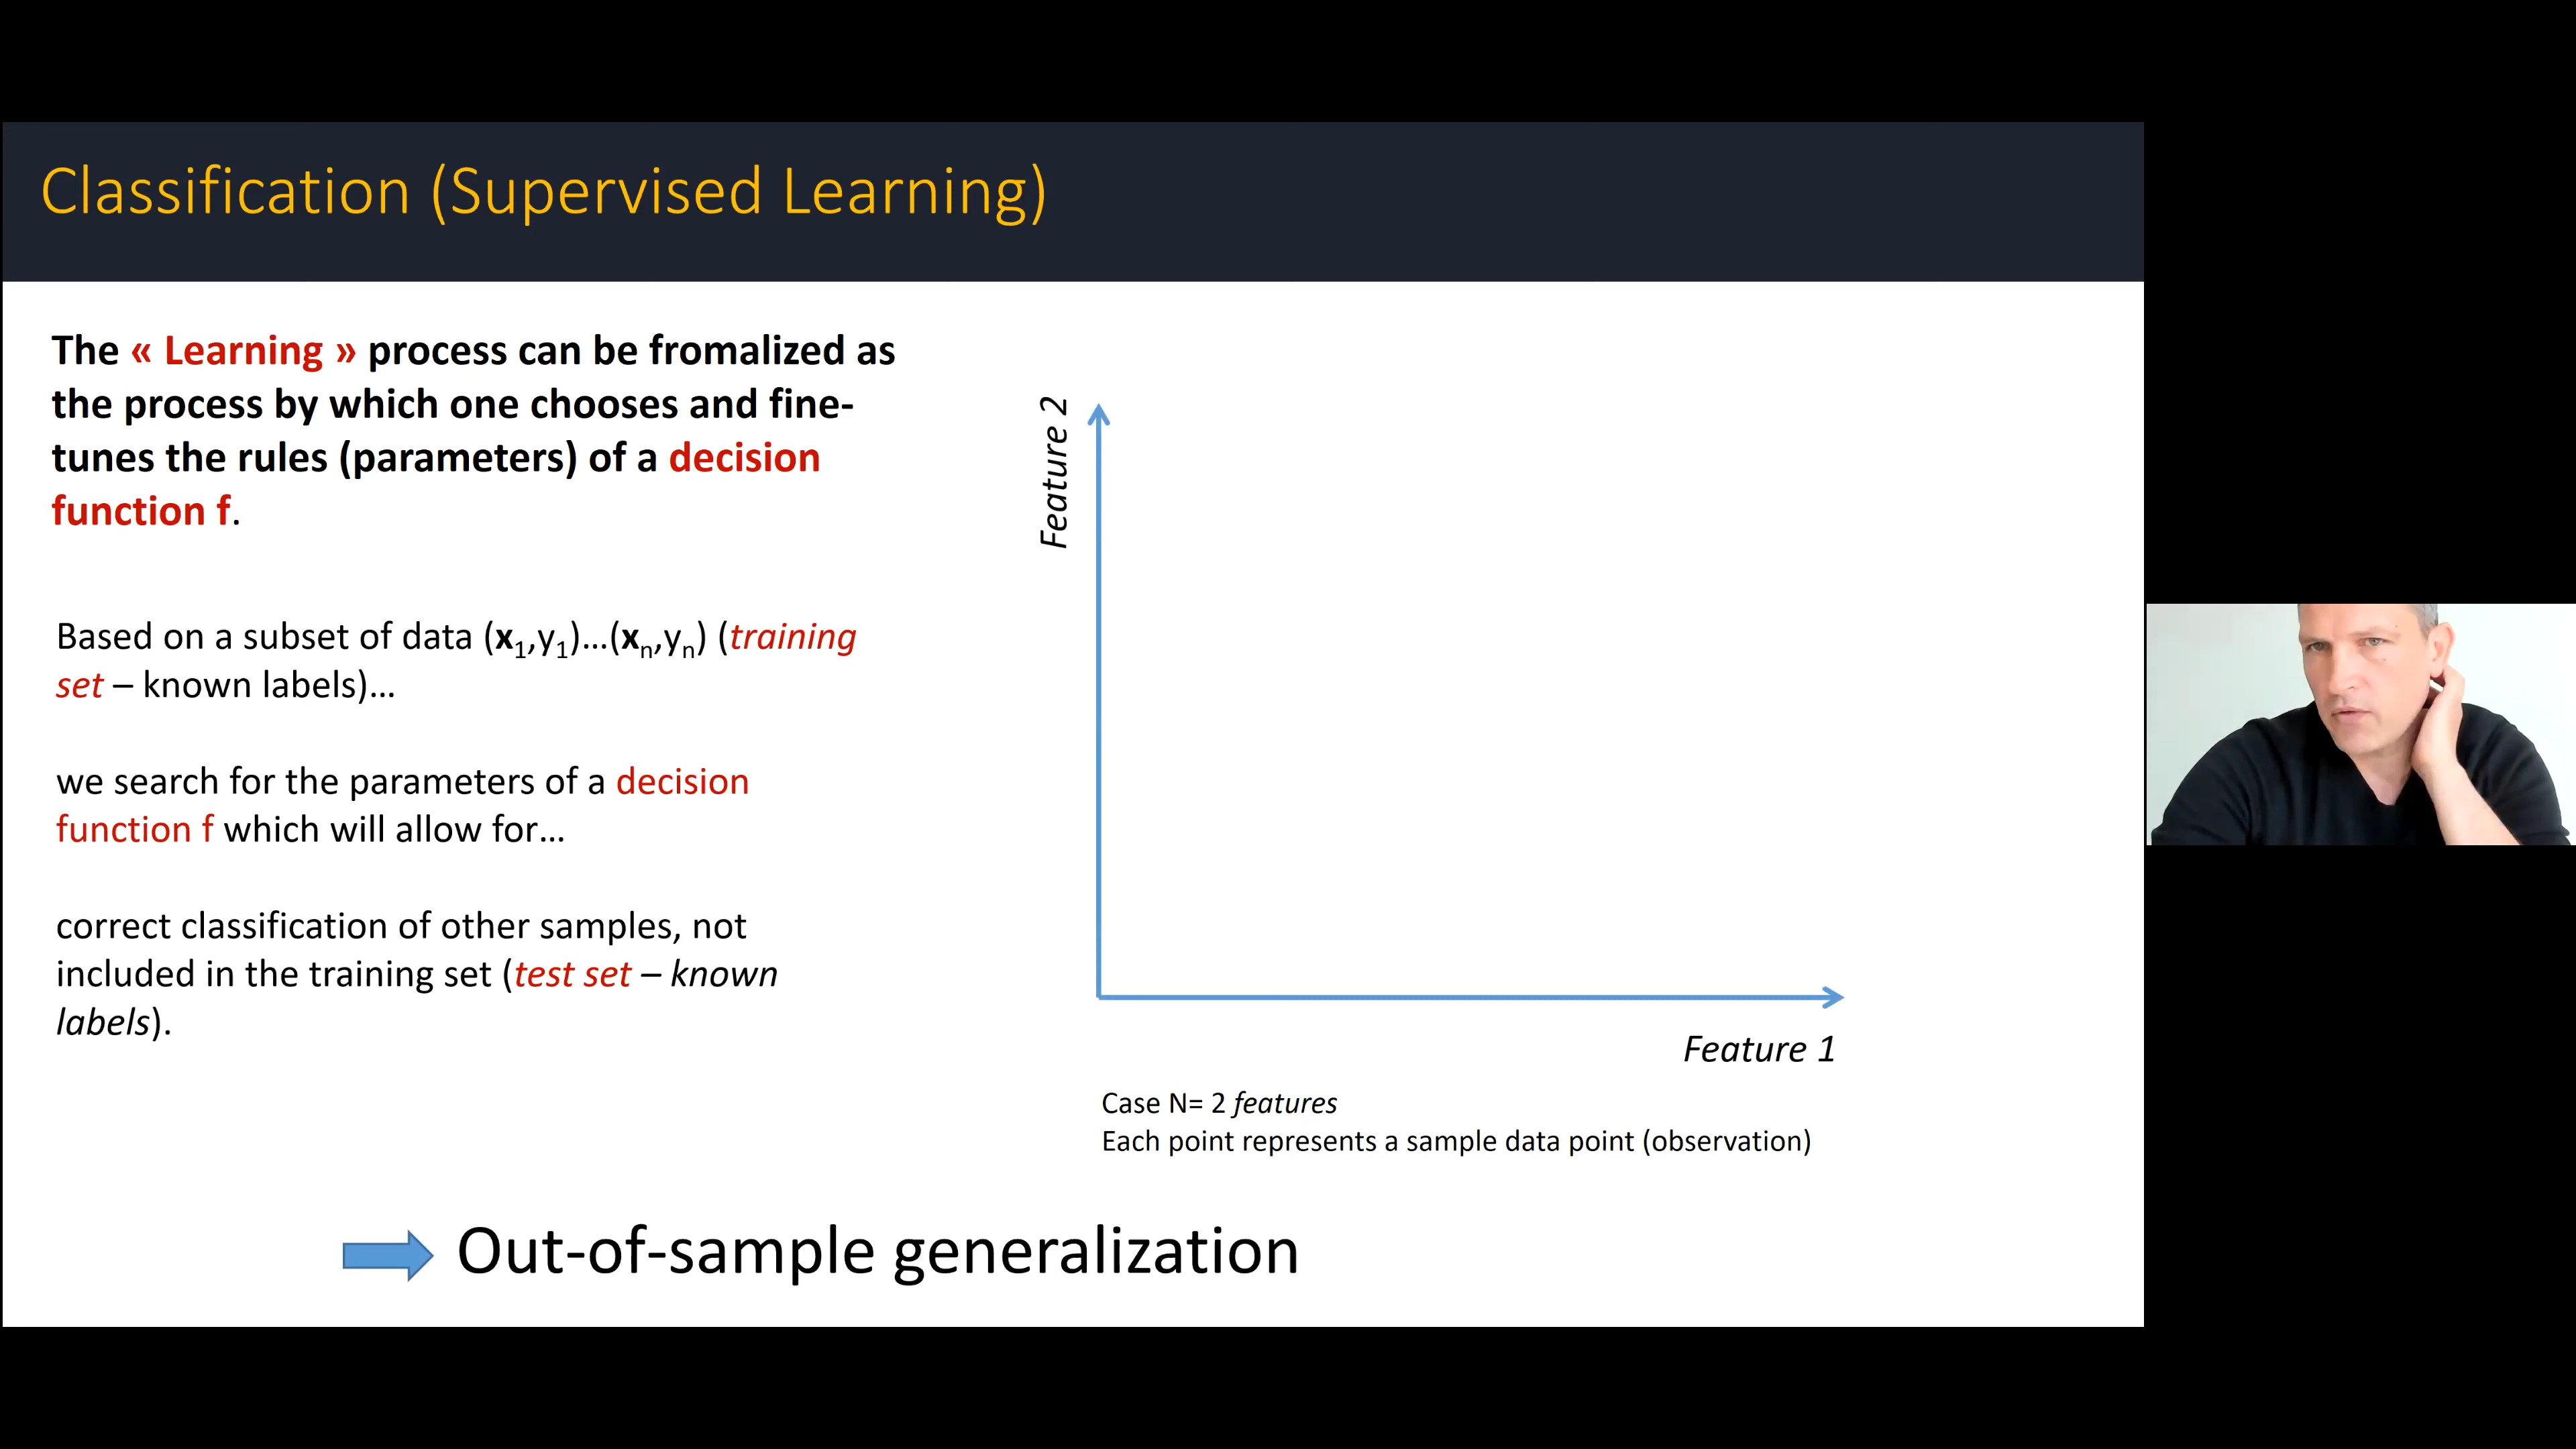 Classification (Supervised Learning)
The « Learning » process can be fromalized as
the process by which one chooses and fine-
tunes the rules (parameters) of a decision
function f.
Based on a subset of data (x1,y1)…(xn,yn) (training
set – known labels)…
we search for the parameters of a decision
function f which will allow for…
correct classification of other samples, not
included in the training set (test set – known
labels).
Feature 2
Feature 1
Case N= 2 features
Each point represents a sample data point (observation)
Out-of-sample generalization